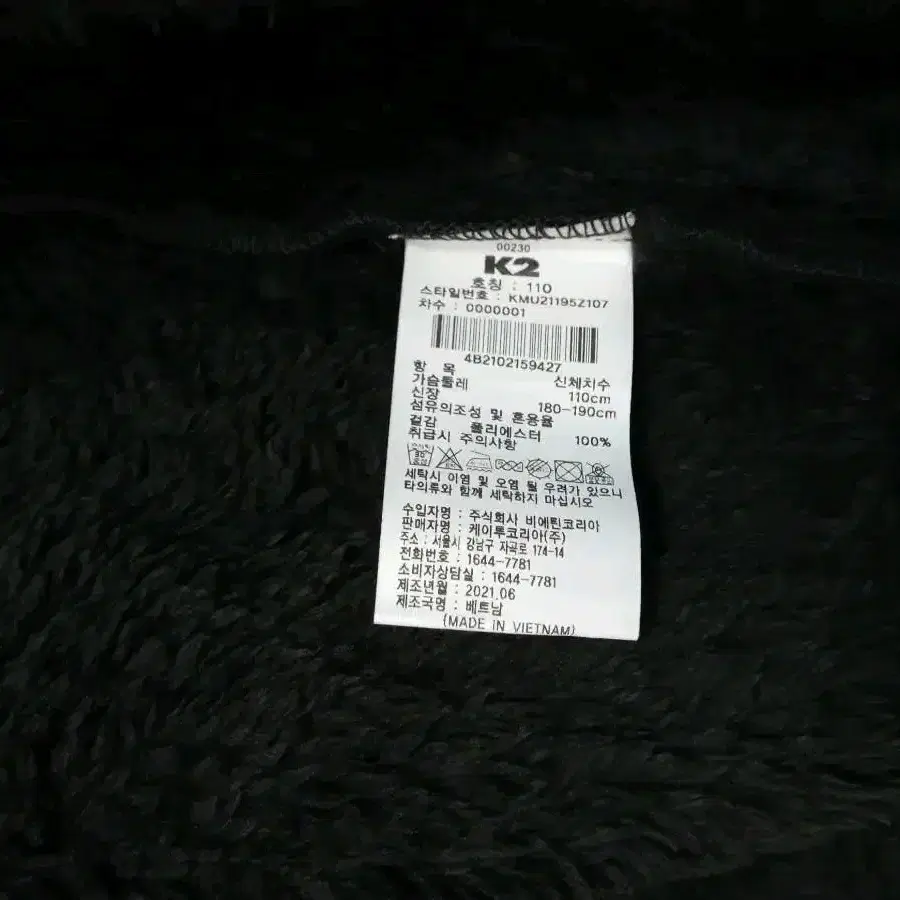 00230
K2
호칭 : 110
스타일번호 : KMU21195Z107
차수 : 0000001
4B2102159427
항 목 신체치수
가슴둘레 110cm
신장 180-190cm
섬유의조성 및 혼용율
겉감 폴리에스터 100%
취급시 주의사항
세탁시 이염 및 오염 될 우려가 있으니
타의류와 함께 세탁하지 마십시오
수입자명 : 주식회사 비에틴코리아
판매자명 : 케이투코리아(주)
주소 : 서울시 강남구 자곡로 174-14
전화번호 : 1644-7781
소비자상담실 : 1644-7781
제조년월 : 2021.06
제조국명 : 베트남
(MADE IN VIETNAM)